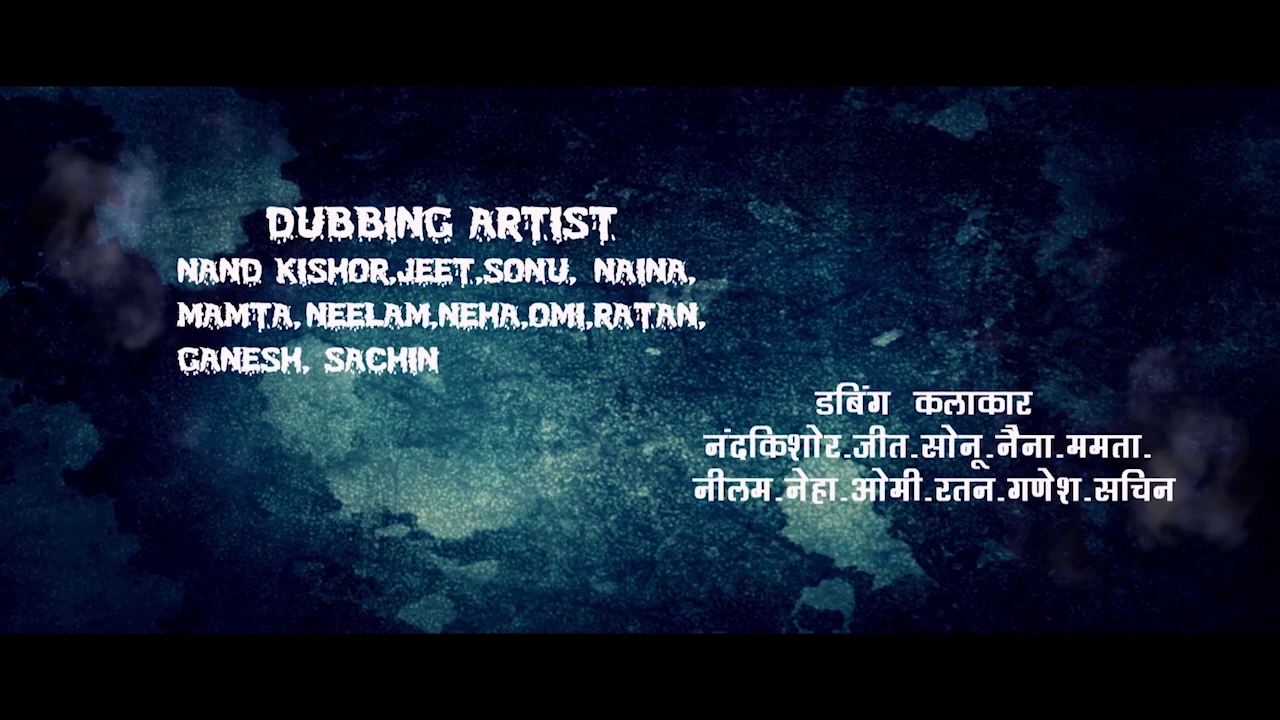 DUBBING ARTIST
NAND KISHOR,JEET,SONU, NAINA,
MAMTA,NEELAM,NEHA,OMI,RATAN,
GANESH, SACHIN
डबिंग कलाकार
नंदकिशोर.जीत.सोनू.नैना.ममता.
नीलम.नेहा.ओमी.रतन.गणेश.सचिन